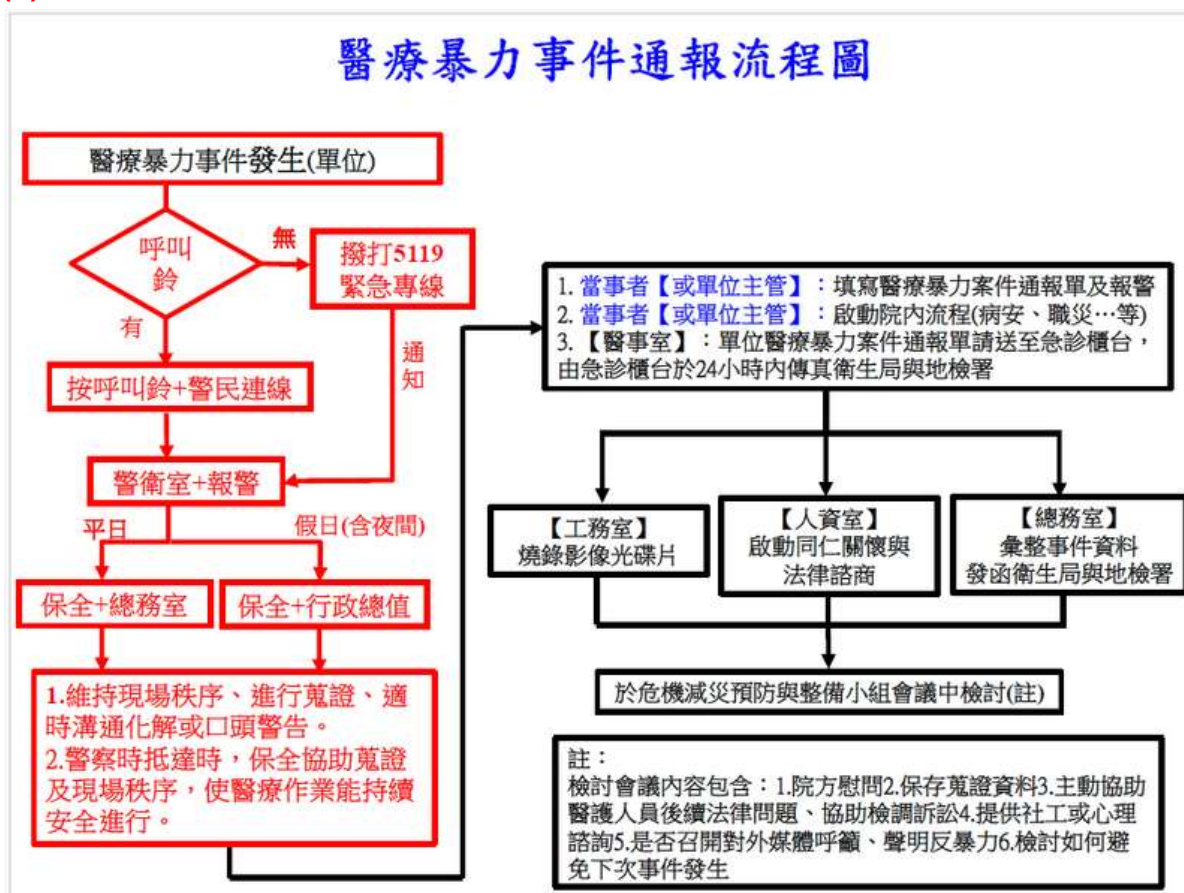 醫療暴力事件通報流程圖
醫療暴力事件發生(單位)
呼叫
鈴
無
撥打5119
緊急專線
有
通
知
按呼叫鈴+警民連線
警衛室+報警
平日
假日(含夜間)
保全+總務室
保全+行政總值
1.維持現場秩序、進行蒐證、適
時溝通化解或口頭警告。
2.警察時抵達時,保全協助蒐證
及現場秩序,使醫療作業能持續
安全進行。
1. 當事者【或單位主管】:填寫醫療暴力案件通報單及報警
2. 當事者【或單位主管】:啟動院內流程(病安、職災…等)
3. 【醫事室】:單位醫療暴力案件通報單請送至急診櫃台,
由急診櫃台於24小時內傳真衛生局與地檢署
【工務室】
燒錄影像光碟片
【人資室】
啟動同仁關懷與
法律諮商
【總務室】
彙整事件資料
發函衛生局與地檢署
於危機減災預防與整備小組會議中檢討(註)
註:
檢討會議內容包含:1.院方慰問2.保存蒐證資料3.主動協助
醫護人員後續法律問題、協助檢調訴訟4.提供社工或心理
諮詢5.是否召開對外媒體呼籲、聲明反暴力6.檢討如何避
免下次事件發生